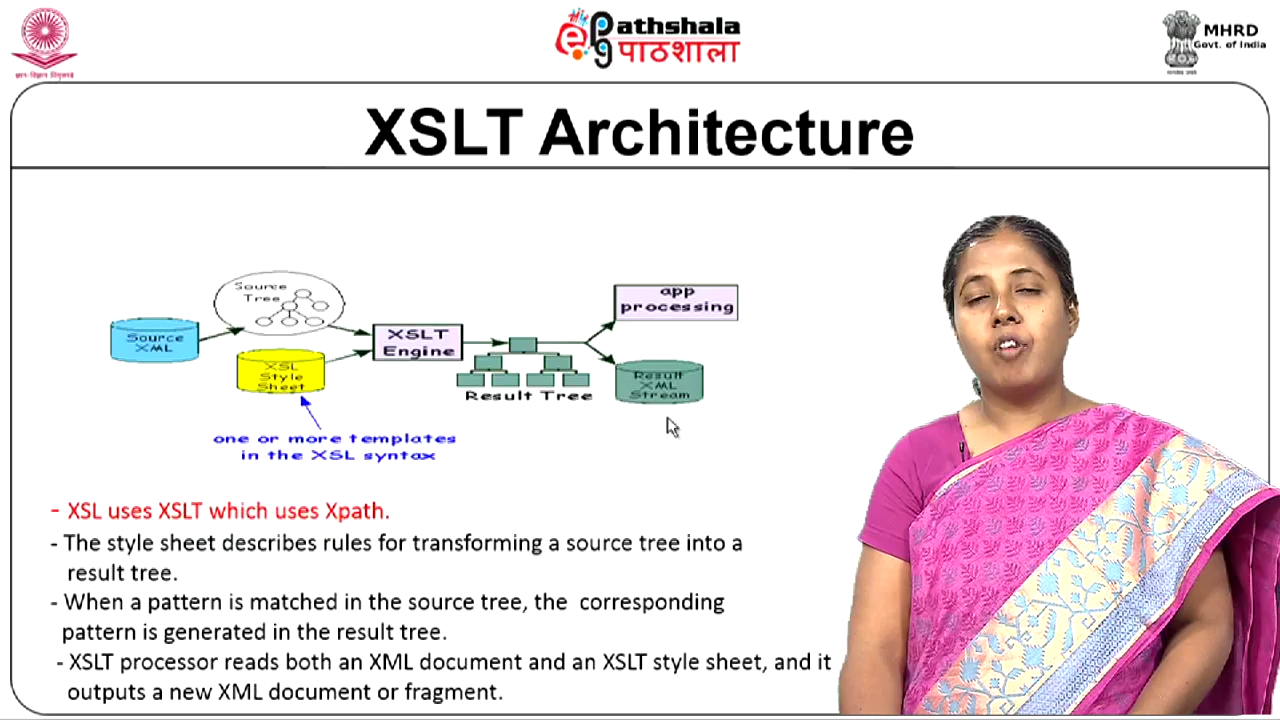 ज्ञान-विज्ञान विमुक्तये
epg Pathshala
पाठशाला
MHRD
Govt. of India
XSLT Architecture
Source
Tree
app
processing
XSLT
Engine
Source
XML
XSL
Style
Sheet
Result
XML
Stream
Result Tree
one or more templates
in the XSL syntax
- XSL uses XSLT which uses Xpath.
- The style sheet describes rules for transforming a source tree into a
result tree.
- When a pattern is matched in the source tree, the corresponding
pattern is generated in the result tree.
- XSLT processor reads both an XML document and an XSLT style sheet, and it
outputs a new XML document or fragment.